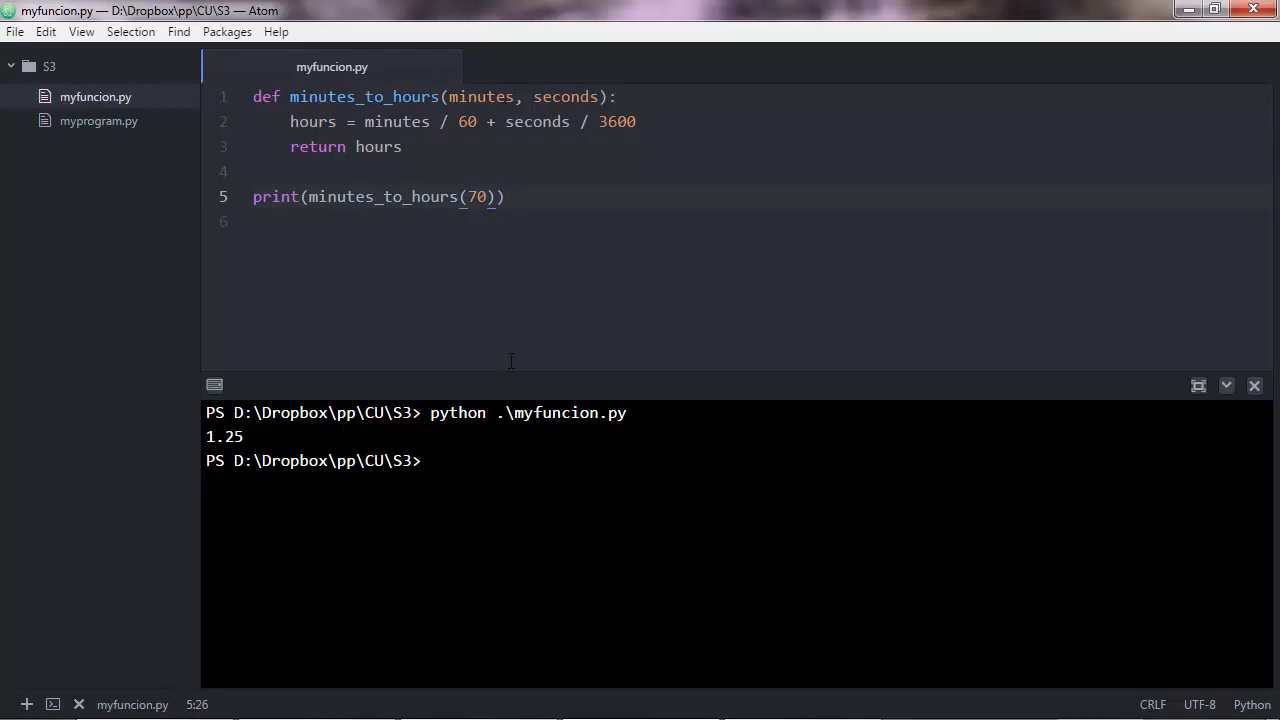 myfuncion.py — D:\Dropbox\pp\CU\S3 — Atom
File Edit View Selection Find Packages Help
S3
myfuncion.py
myprogram.py
myfuncion.py
1 def minutes_to_hours(minutes, seconds):
2 hours = minutes / 60 + seconds / 3600
3 return hours
4
5 print(minutes_to_hours(70))
6
PS D:\Dropbox\pp\CU\S3> python .\myfuncion.py
1.25
PS D:\Dropbox\pp\CU\S3>
myfuncion.py 5:26 CRLF UTF-8 Python